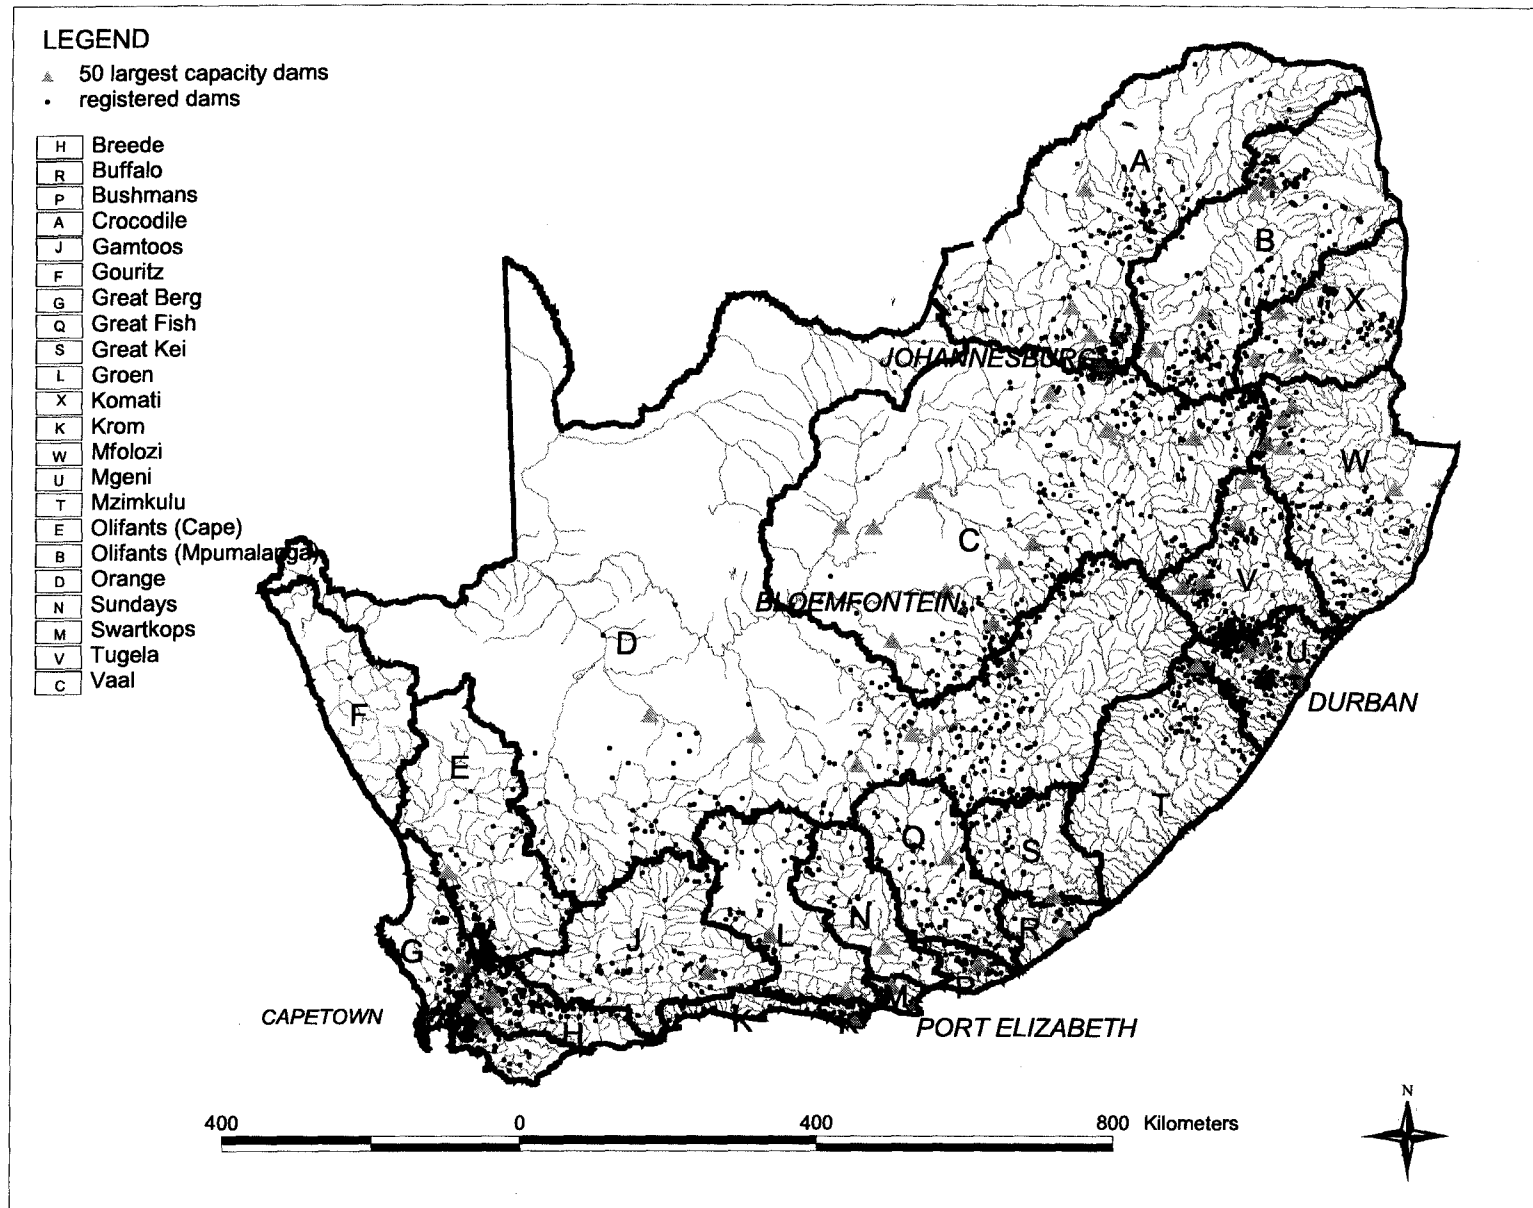 LEGEND
50 largest capacity dams
registered dams
H Breede
R Buffalo
P Bushmans
A Crocodile
J Gamtoos
F Gouritz
G Great Berg
Q Great Fish
S Great Kei
L Groen
X Komati
K Krom
W Mfolozi
U Mgeni
T Mzimkulu
E Olifants (Cape)
B Olifants (Mpumalanga)
D Orange
N Sundays
M Swartkops
V Tugela
C Vaal
A
B
X
JOHANNESBURG
W
C
V
BLOEMFONTEIN
D
U
DURBAN
F
E
T
Q
S
N
R
L
J
G
P
M
CAPETOWN
H
K
K
PORT ELIZABETH
N
400 0 400 800 Kilometers